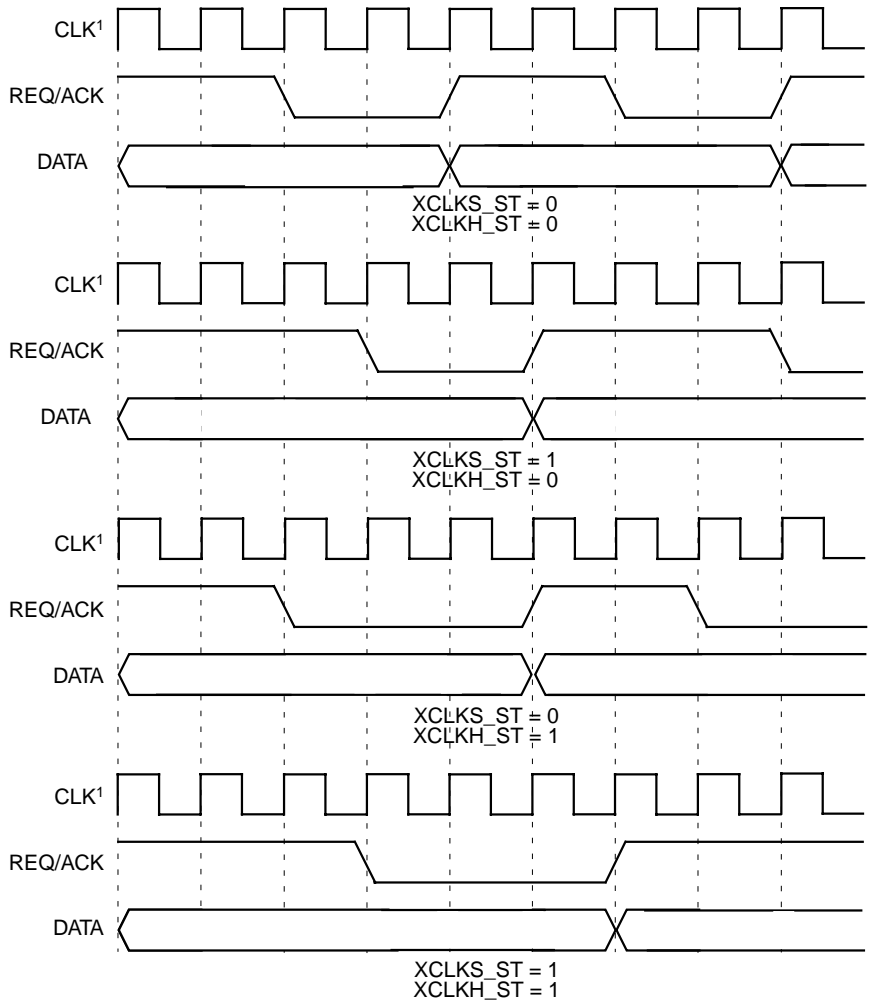 CLK¹
REQ/ACK
DATA
XCLKS_ST = 0
XCLKH_ST = 0
CLK¹
REQ/ACK
DATA
XCLKS_ST = 1
XCLKH_ST = 0
CLK¹
REQ/ACK
DATA
XCLKS_ST = 0
XCLKH_ST = 1
CLK¹
REQ/ACK
DATA
XCLKS_ST = 1
XCLKH_ST = 1